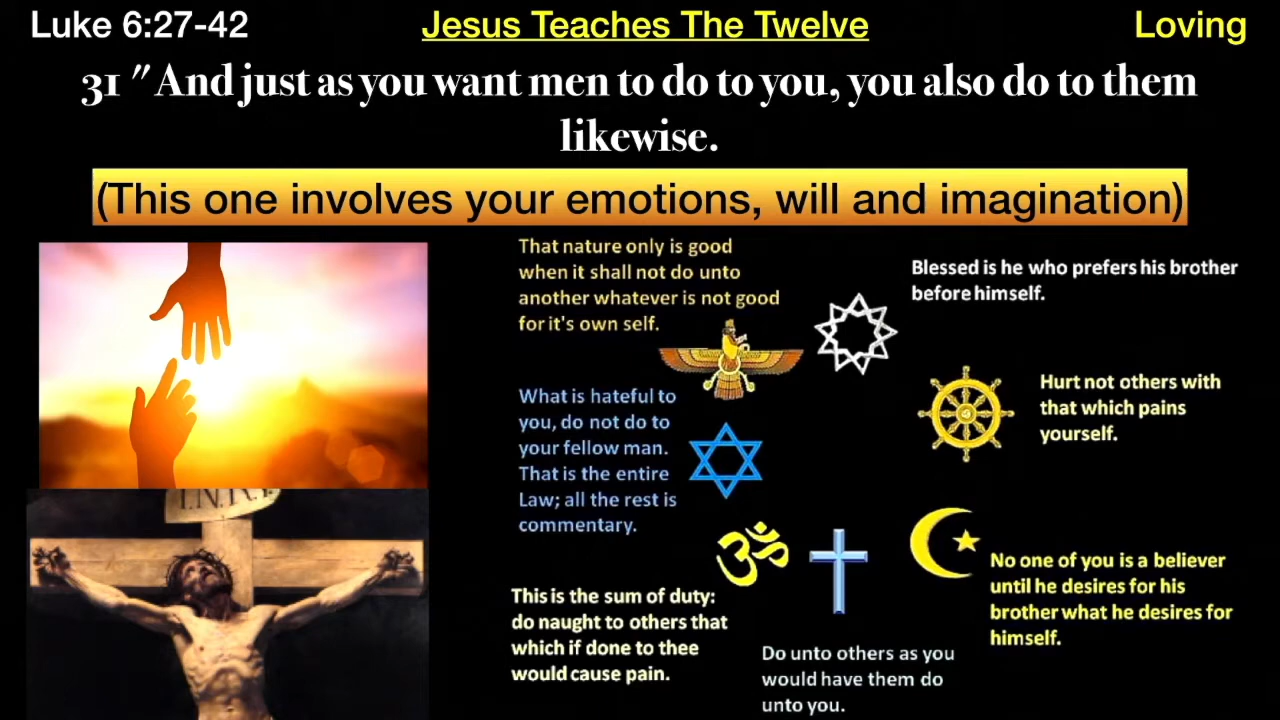 Luke 6:27-42
Jesus Teaches The Twelve
Loving
31 "And just as you want men to do to you, you also do to them
likewise.
(This one involves your emotions, will and imagination)
That nature only is good
when it shall not do unto
another whatever is not good
for it's own self.
Blessed is he who prefers his brother
before himself.
What is hateful to
you, do not do to
your fellow man.
That is the entire
Law; all the rest is
commentary.
Hurt not others with
that which pains
yourself.
This is the sum of duty:
do naught to others that
which if done to thee
would cause pain.
ॐ
No one of you is a believer
until he desires for his
brother what he desires for
himself.
Do unto others as you
would have them do
unto you.
I.N.R.I.